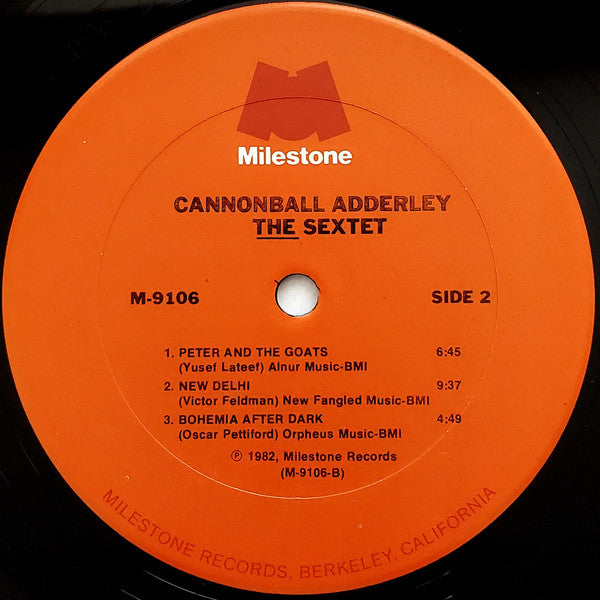 Milestone
CANNONBALL ADDERLEY
THE SEXTET
M-9106
SIDE 2
1. PETER AND THE GOATS 6:45
(Yusef Lateef) Alnur Music-BMI
2. NEW DELHI 9:37
(Victor Feldman) New Fangled Music-BMI
3. BOHEMIA AFTER DARK 4:49
(Oscar Pettiford) Orpheus Music-BMI
℗ 1982, Milestone Records
(M-9106-B)
MILESTONE RECORDS, BERKELEY, CALIFORNIA